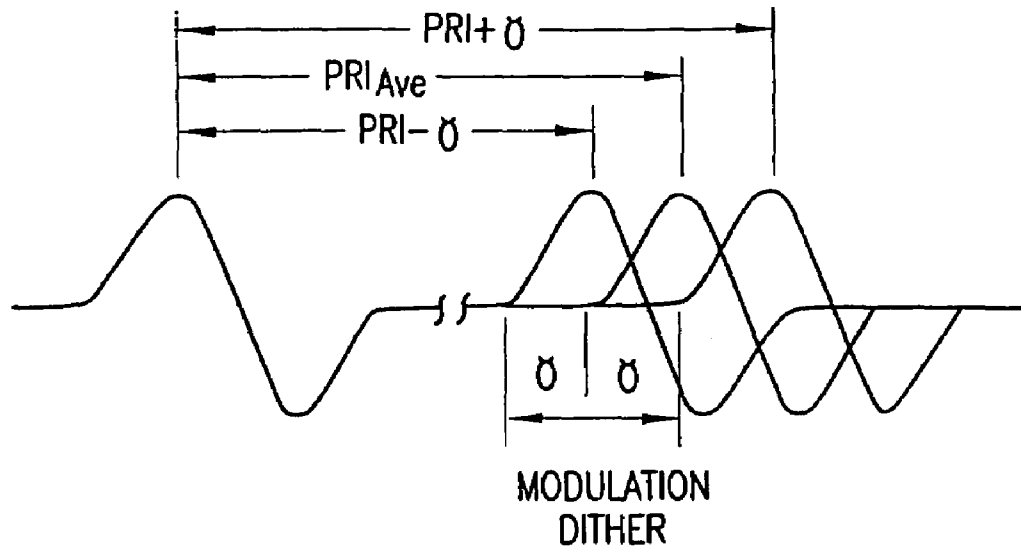 PRI+ ŏ
PRI Ave
PRI- ŏ
ŏ ŏ
MODULATION
DITHER